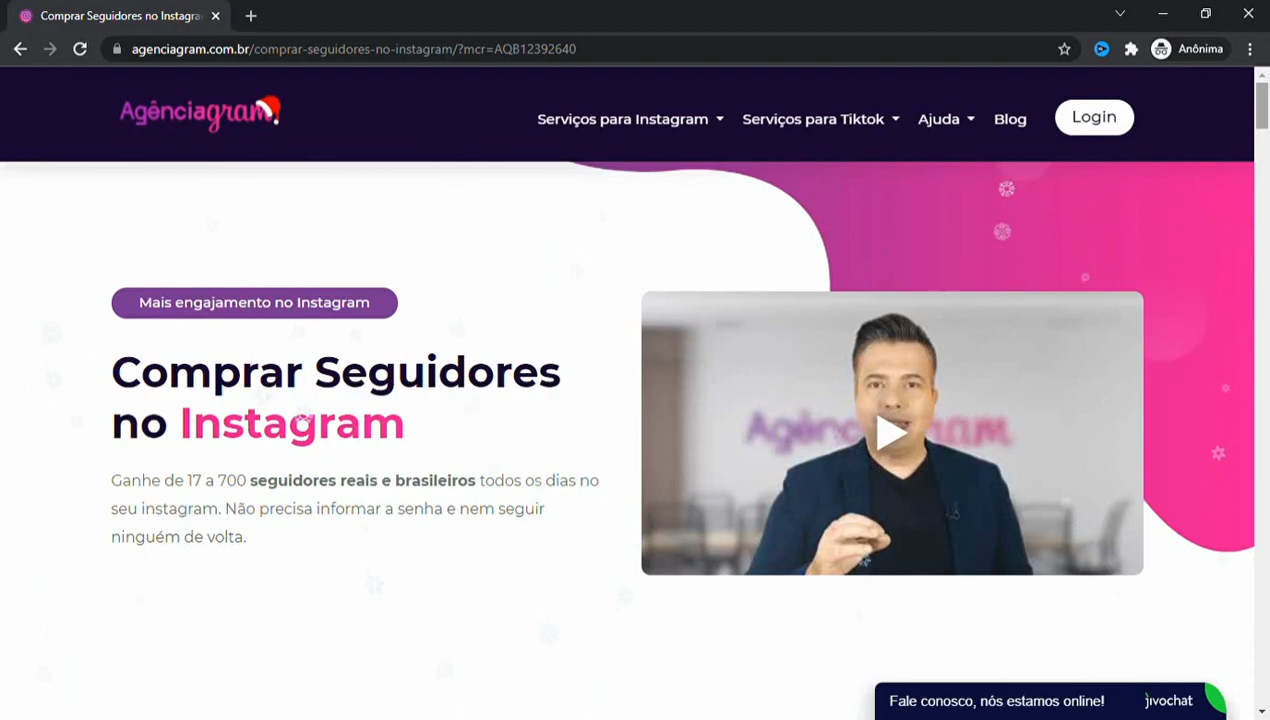 Comprar Seguidores no Instagra
agenciagram.com.br/comprar-seguidores-no-instagram/?mcr=AQB12392640
Anônima
Agênciagram
Serviços para Instagram
Serviços para Tiktok
Ajuda
Blog
Login
Mais engajamento no Instagram
Comprar Seguidores
no Instagram
Ganhe de 17 a 700 seguidores reais e brasileiros todos os dias no
seu instagram. Não precisa informar a senha e nem seguir
ninguém de volta.
Fale conosco, nós estamos online!
jivochat